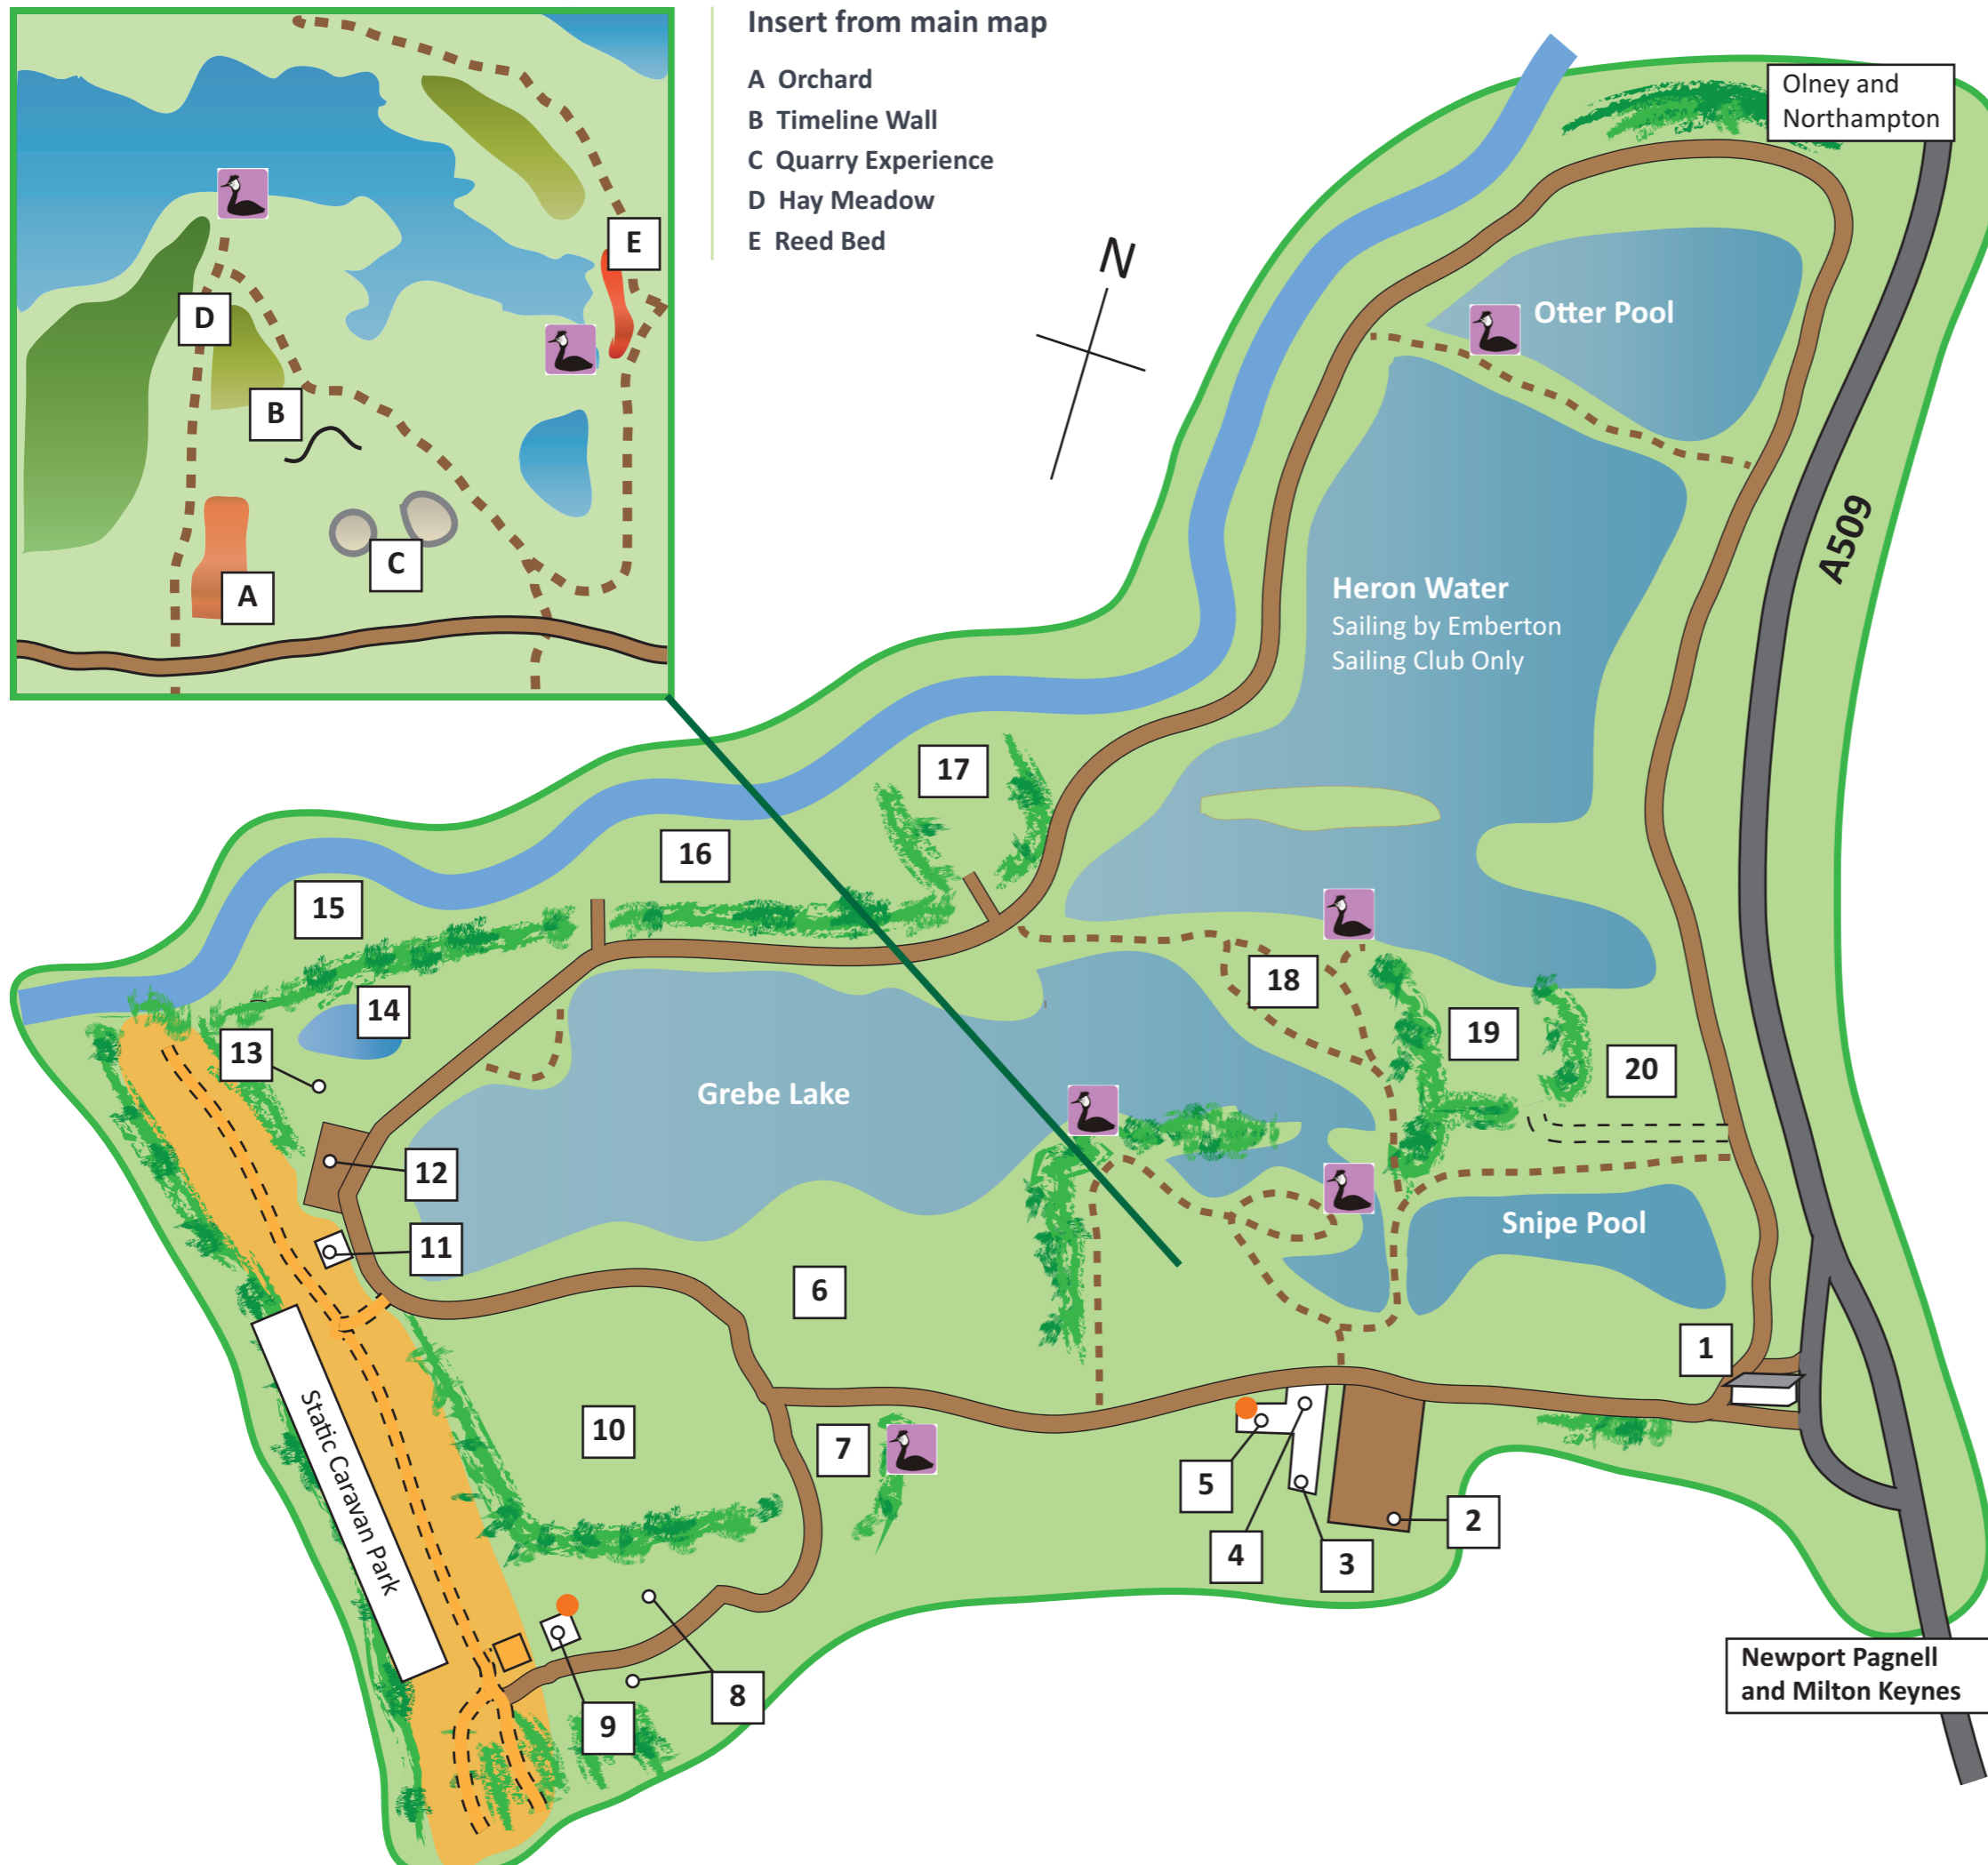 Insert from main map
A Orchard
B Timeline Wall
C Quarry Experience
D Hay Meadow
E Reed Bed
E
D
B
C
A
N
Olney and
Northampton
Otter Pool
A509
Heron Water
Sailing by Emberton
Sailing Club Only
17
16
15
18
14
19
13
20
Grebe Lake
12
Snipe Pool
11
6
1
Static Caravan Park
10
7
5
2
4
3
8
9
Newport Pagnell
and Milton Keynes